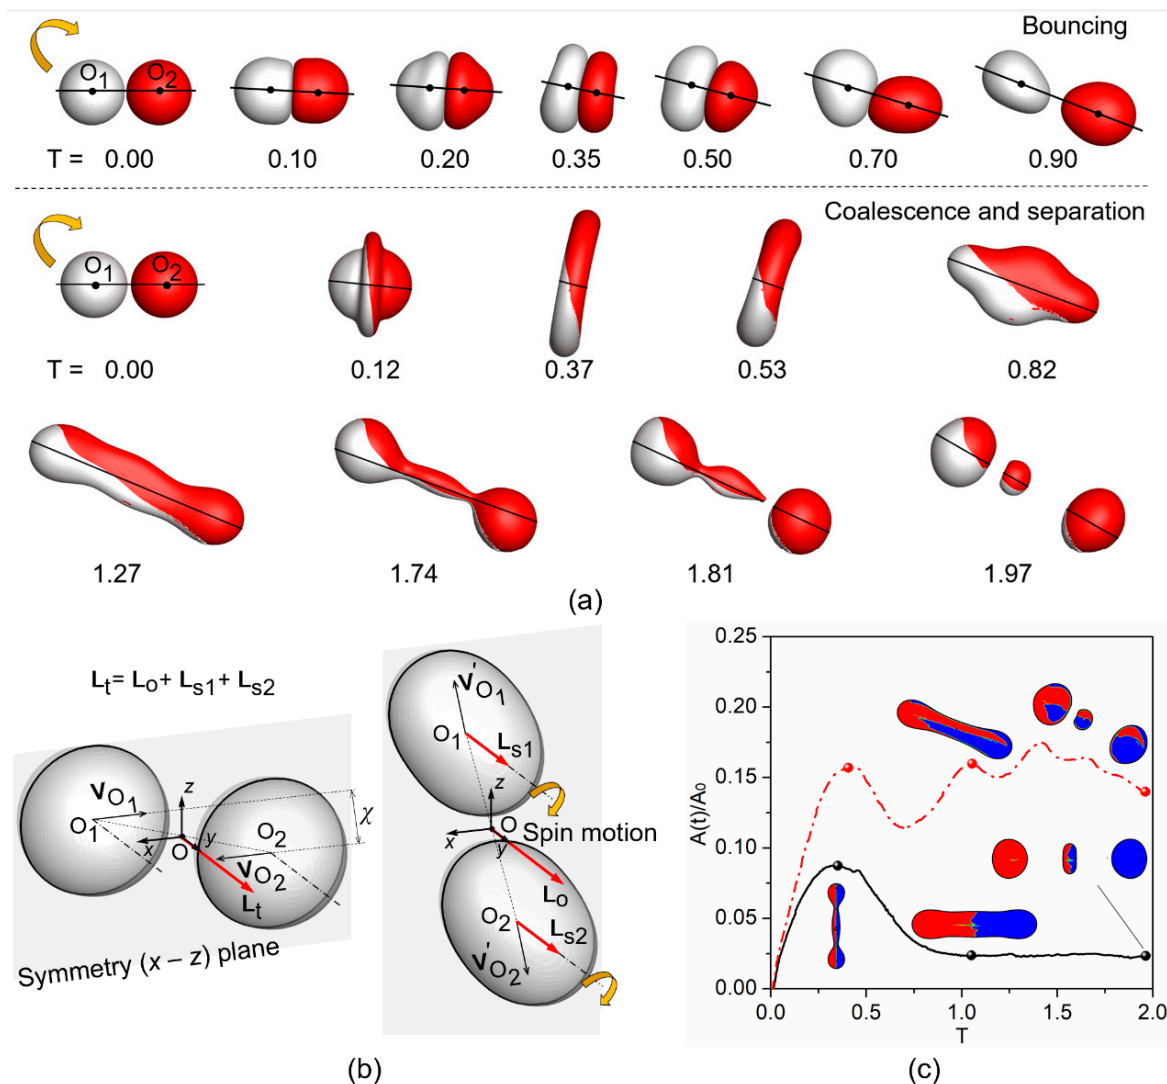 Bouncing
O1 O2
T = 0.00 0.10 0.20 0.35 0.50 0.70 0.90
Coalescence and separation
O1 O2
T = 0.00 0.12 0.37 0.53 0.82
1.27 1.74 1.81 1.97
(a)
Lt= Lo+ Ls1+ Ls2
VO1
O1
z
x
O
y
O2
VO2
χ
Lt
Symmetry (x – z) plane
V'O1
O1
Ls1
z
x
O
y
Spin motion
Lo
O2
Ls2
V'O2
(b)
A(t)/A0
0.25
0.20
0.15
0.10
0.05
0.00
0.0 0.5 1.0 1.5 2.0
T
(c)